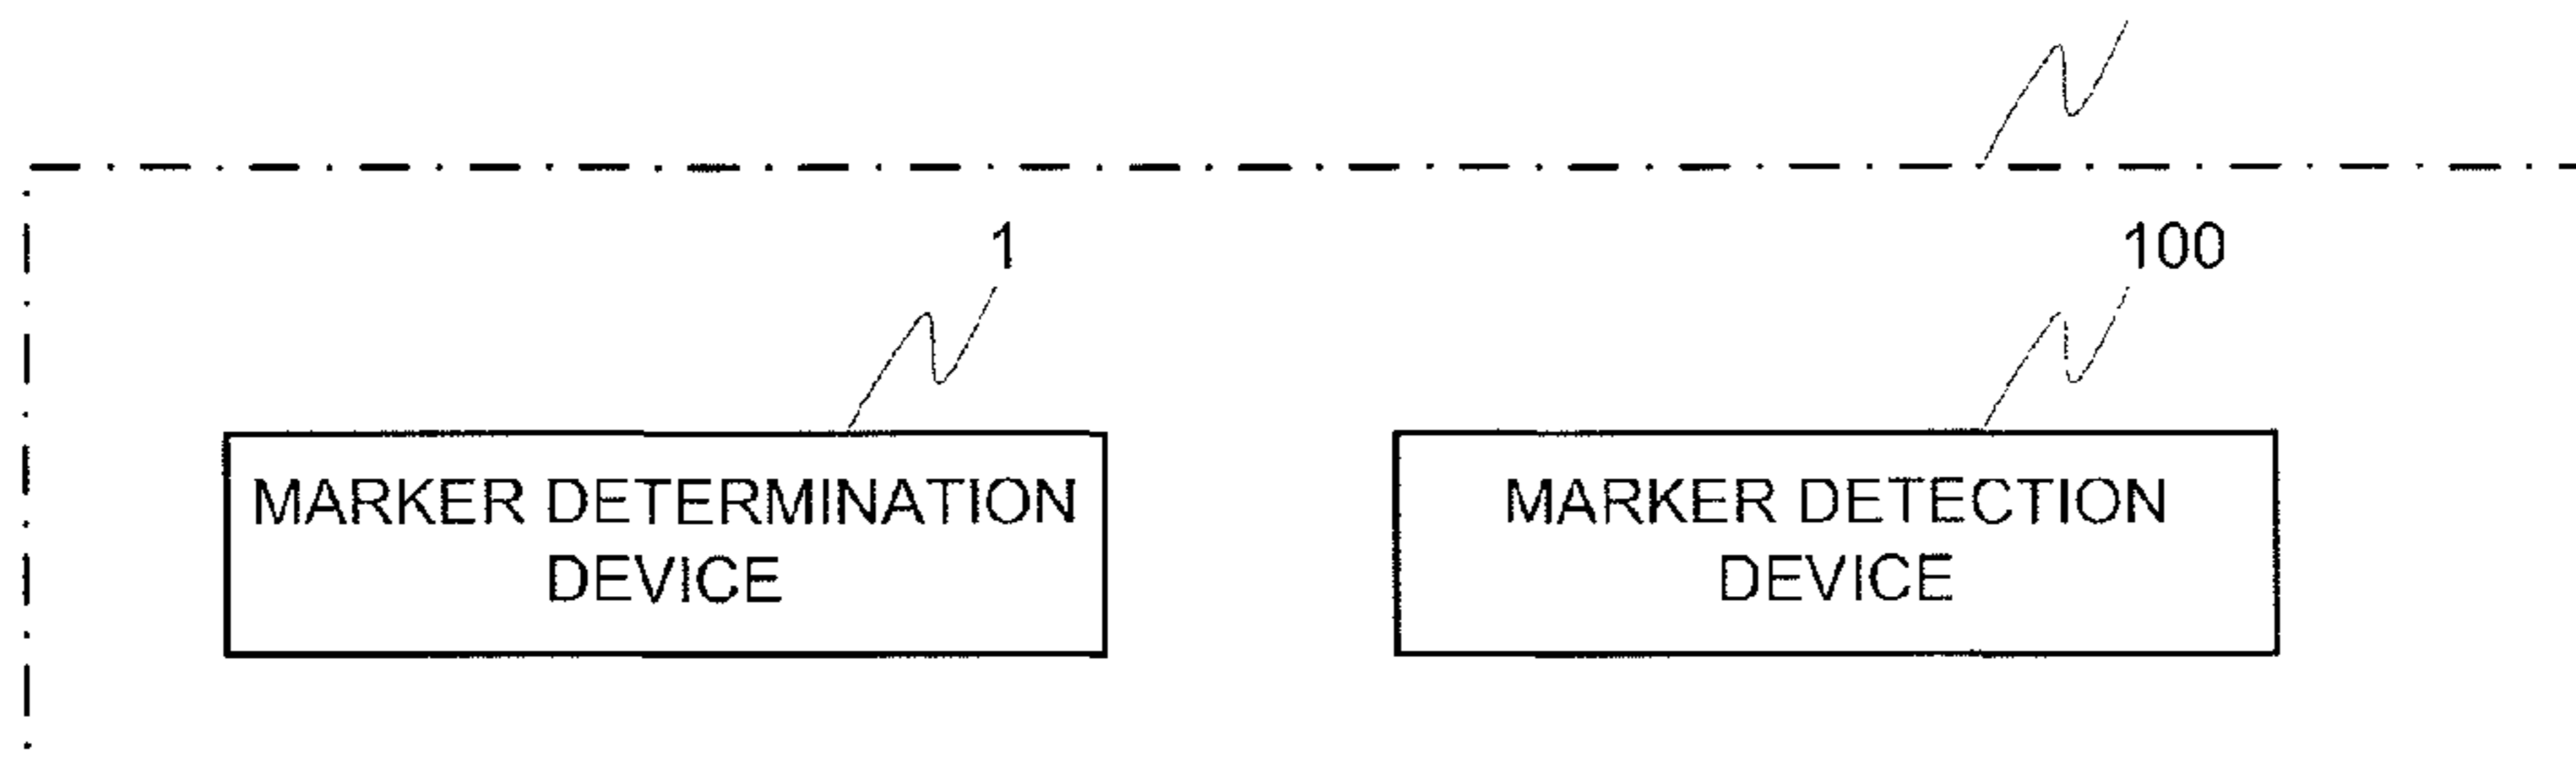 1
100
MARKER DETERMINATION
DEVICE
MARKER DETECTION
DEVICE